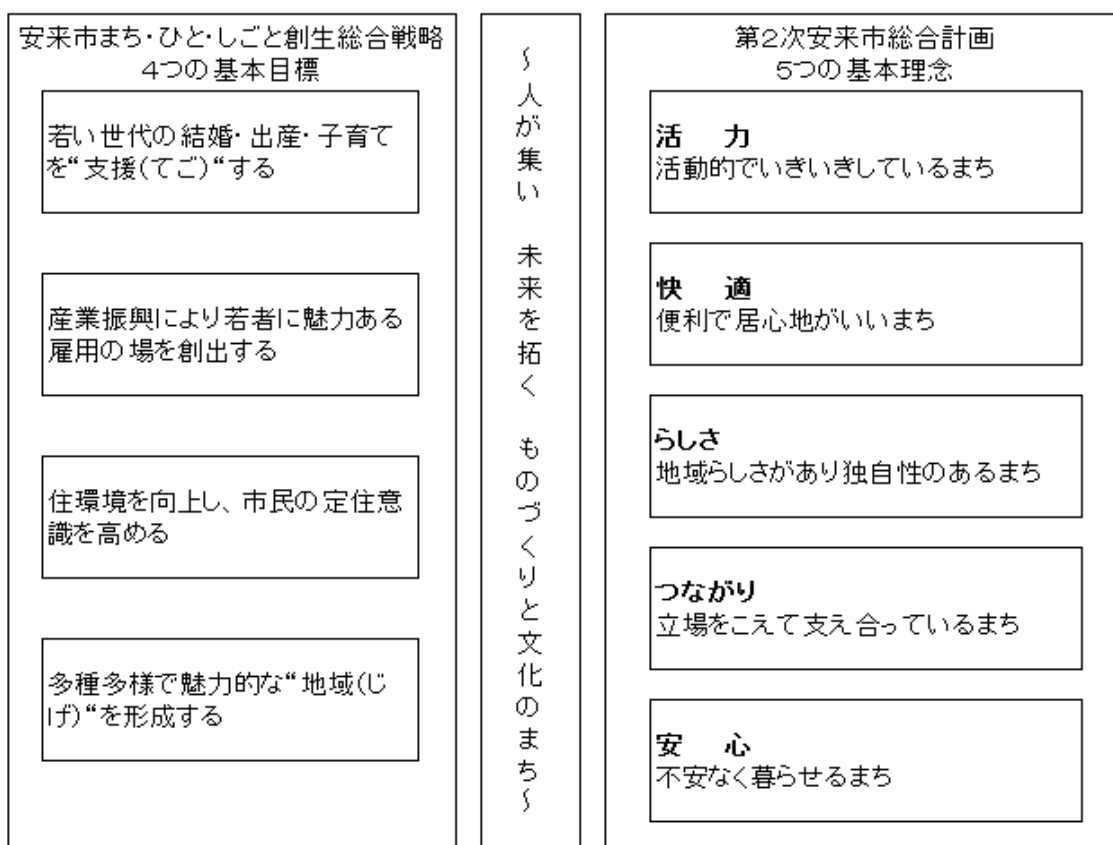 安来市まち・ひと・しごと創生総合戦略
4つの基本目標
若い世代の結婚・出産・子育て
を“支援(てご)“する
産業振興により若者に魅力ある
雇用の場を創出する
住環境を向上し、市民の定住意
識を高める
多種多様で魅力的な“地域(じ
げ)“を形成する
~人が集い 未来を拓く ものづくりと文化のまち~
第2次安来市総合計画
5つの基本理念
活 力
活動的でいきいきしているまち
快 適
便利で居心地がいいまち
らしさ
地域らしさがあり独自性のあるまち
つながり
立場をこえて支え合っているまち
安 心
不安なく暮らせるまち